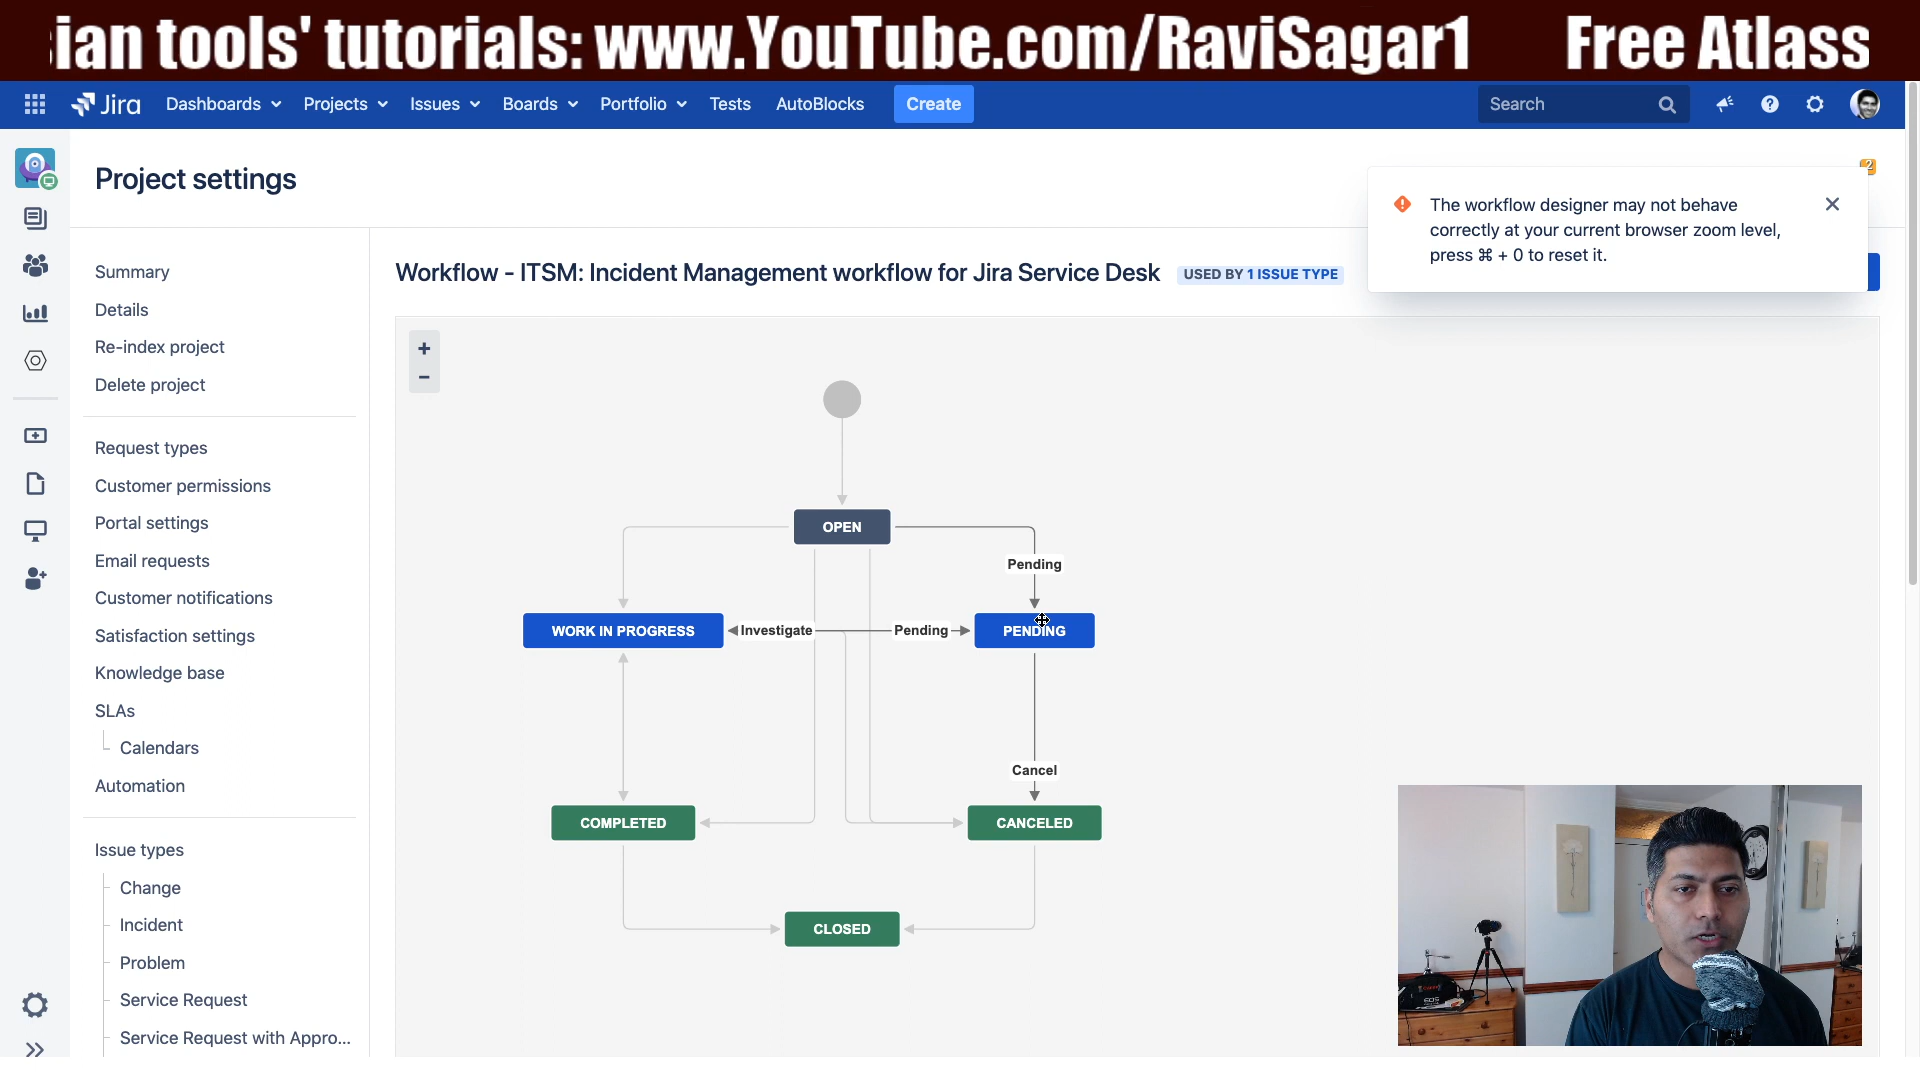 ian tools' tutorials: www.YouTube.com/RaviSagar1 Free Atlass
Jira Dashboards Projects Issues Boards Portfolio Tests AutoBlocks Create Search
Project settings
The workflow designer may not behave
correctly at your current browser zoom level,
press ⌘ + 0 to reset it.
Summary
Details
Re-index project
Delete project
Request types
Customer permissions
Portal settings
Email requests
Customer notifications
Satisfaction settings
Knowledge base
SLAs
Calendars
Automation
Issue types
Change
Incident
Problem
Service Request
Service Request with Appro...
Workflow - ITSM: Incident Management workflow for Jira Service Desk USED BY 1 ISSUE TYPE
+
−
OPEN
Pending
WORK IN PROGRESS Investigate Pending PENDING
Cancel
COMPLETED CANCELED
CLOSED